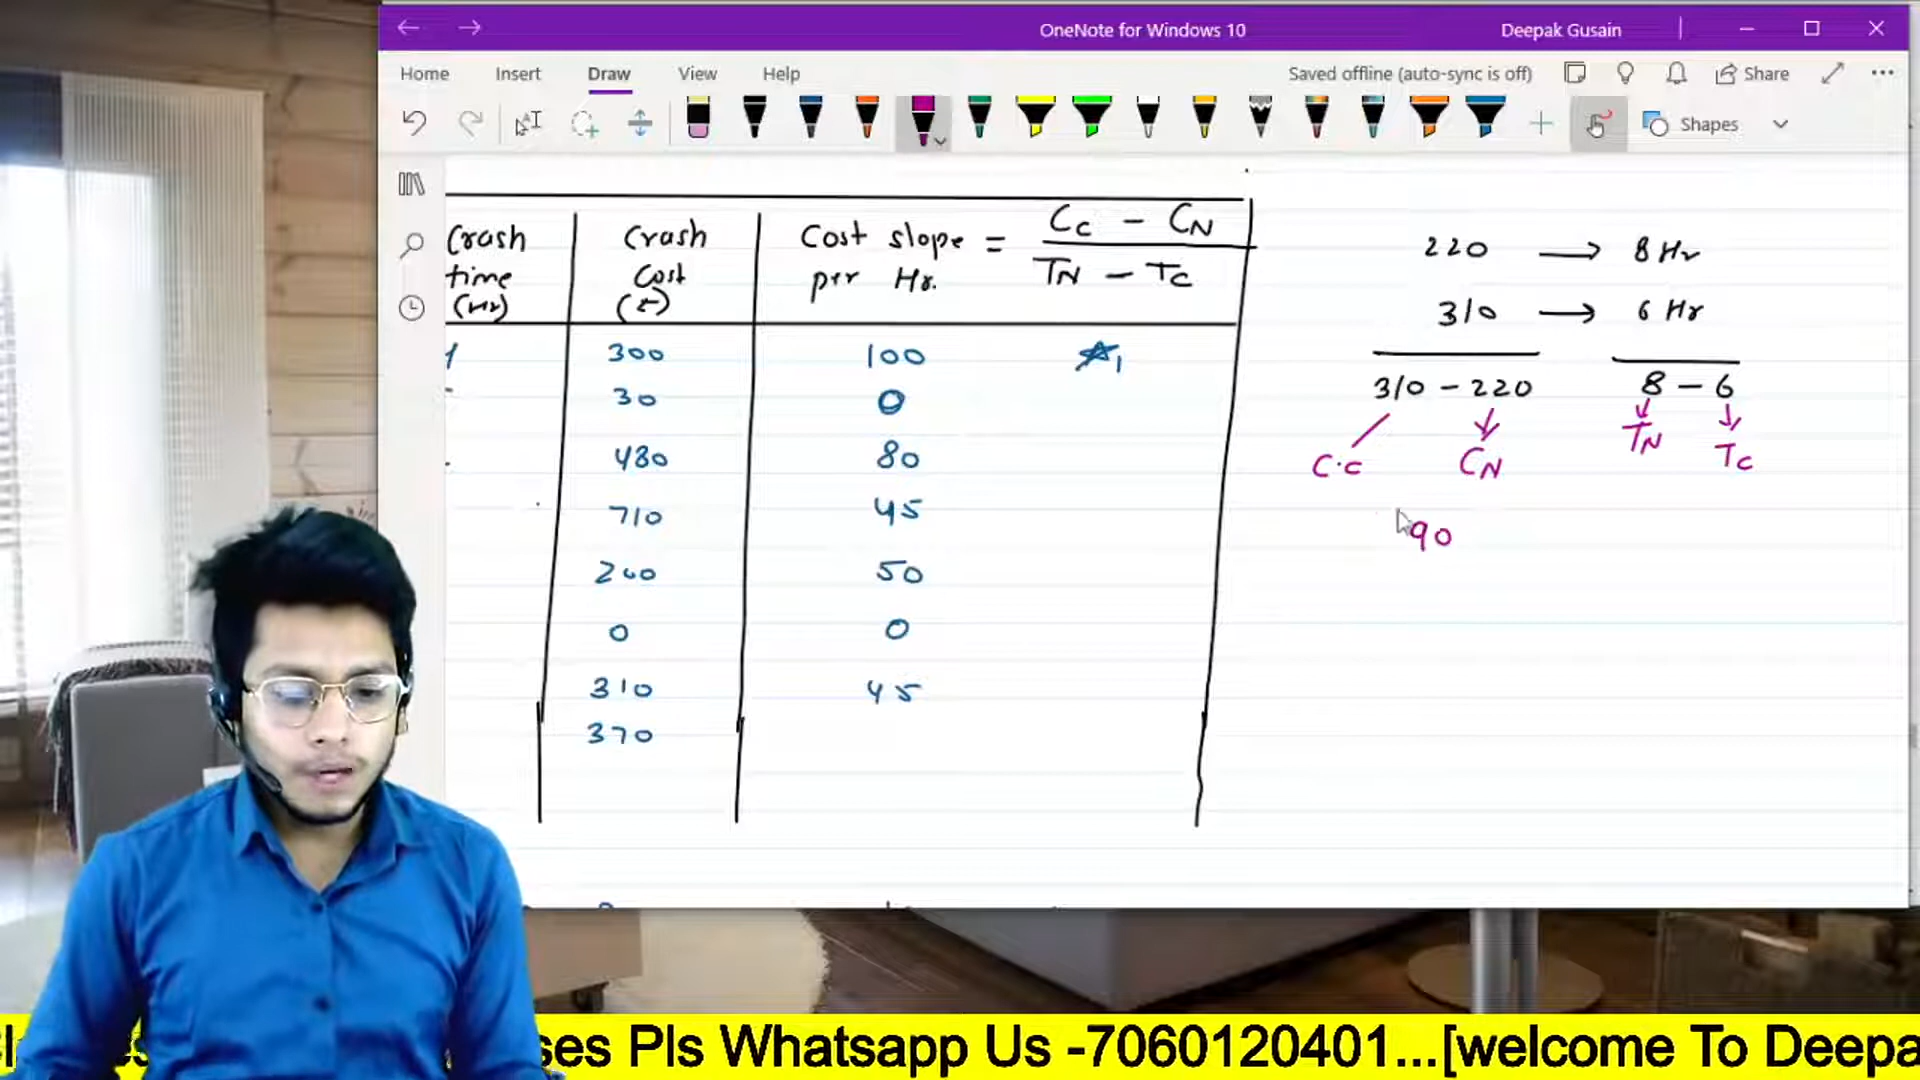 OneNote for Windows 10
Deepak Gusain
Home Insert Draw View Help
Saved offline (auto-sync is off)
Share
Shapes
Crash time (Hr)
Crash Cost (₹)
Cost slope per Hr. = Cc - CN / TN - Tc
300 100
30 0
480 80
710 45
200 50
0 0
310 45
370
220 → 8 Hr
310 → 6 Hr
310 - 220 8 - 6
C.C CN TN Tc
90
ses Pls Whatsapp Us -7060120401...[welcome To Deepa